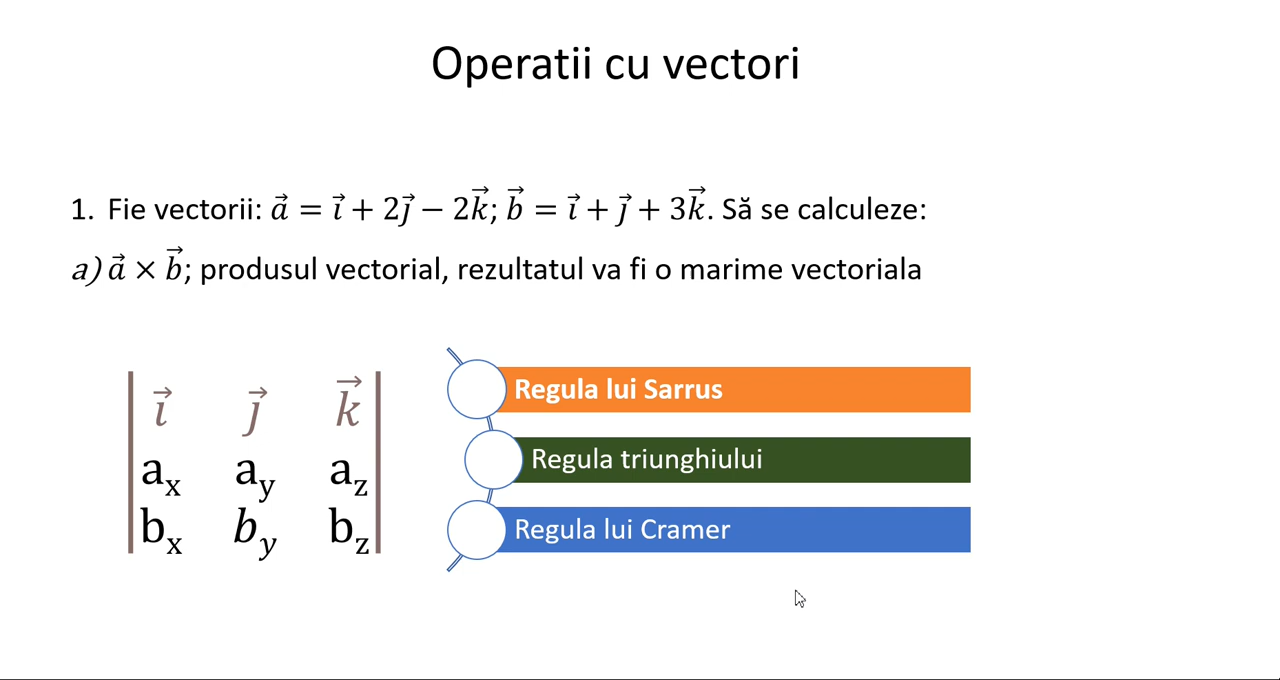 Operatii cu vectori
1. Fie vectorii: a⃗ = ı⃗ + 2ȷ⃗ − 2k⃗; b⃗ = ı⃗ + ȷ⃗ + 3k⃗. Să se calculeze:
a) a⃗ × b⃗; produsul vectorial, rezultatul va fi o marime vectoriala
ı⃗ ȷ⃗ k⃗
aₓ a_y a_z
bₓ b_y b_z
Regula lui Sarrus
Regula triunghiului
Regula lui Cramer